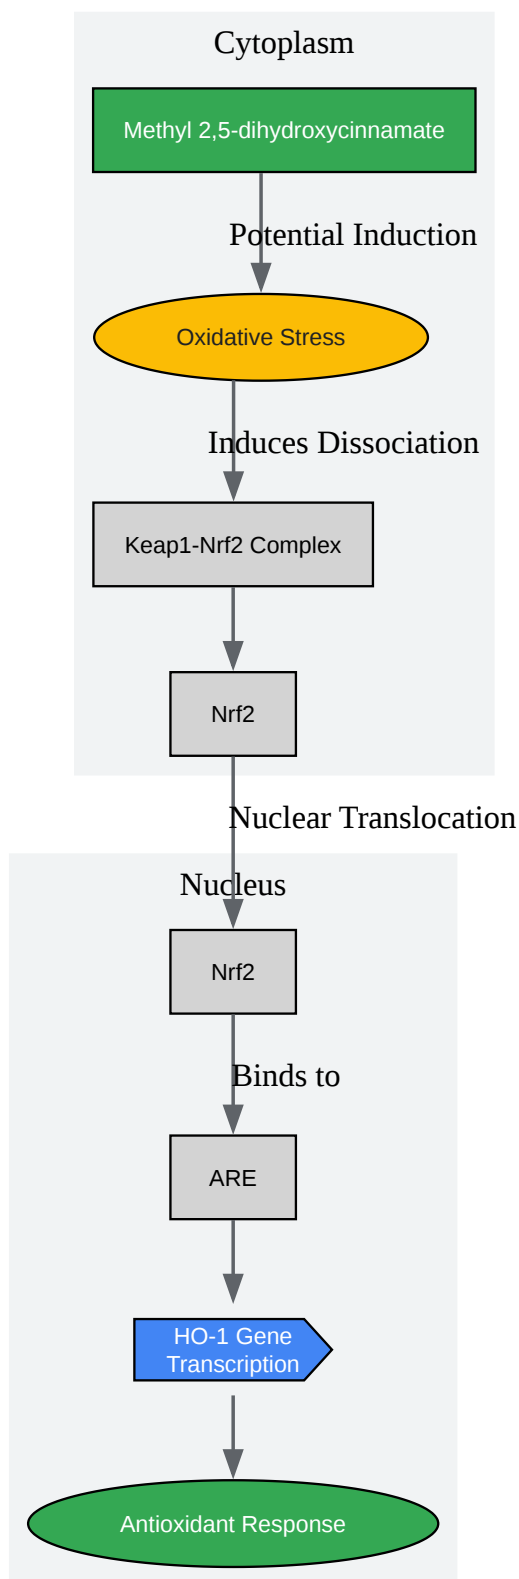 Cytoplasm
Methyl 2,5-dihydroxycinnamate
Potential Induction
Oxidative Stress
Induces Dissociation
Keap1-Nrf2 Complex
Nrf2
Nuclear Translocation
Nucleus
Nrf2
Binds to
ARE
HO-1 Gene
Transcription
Antioxidant Response